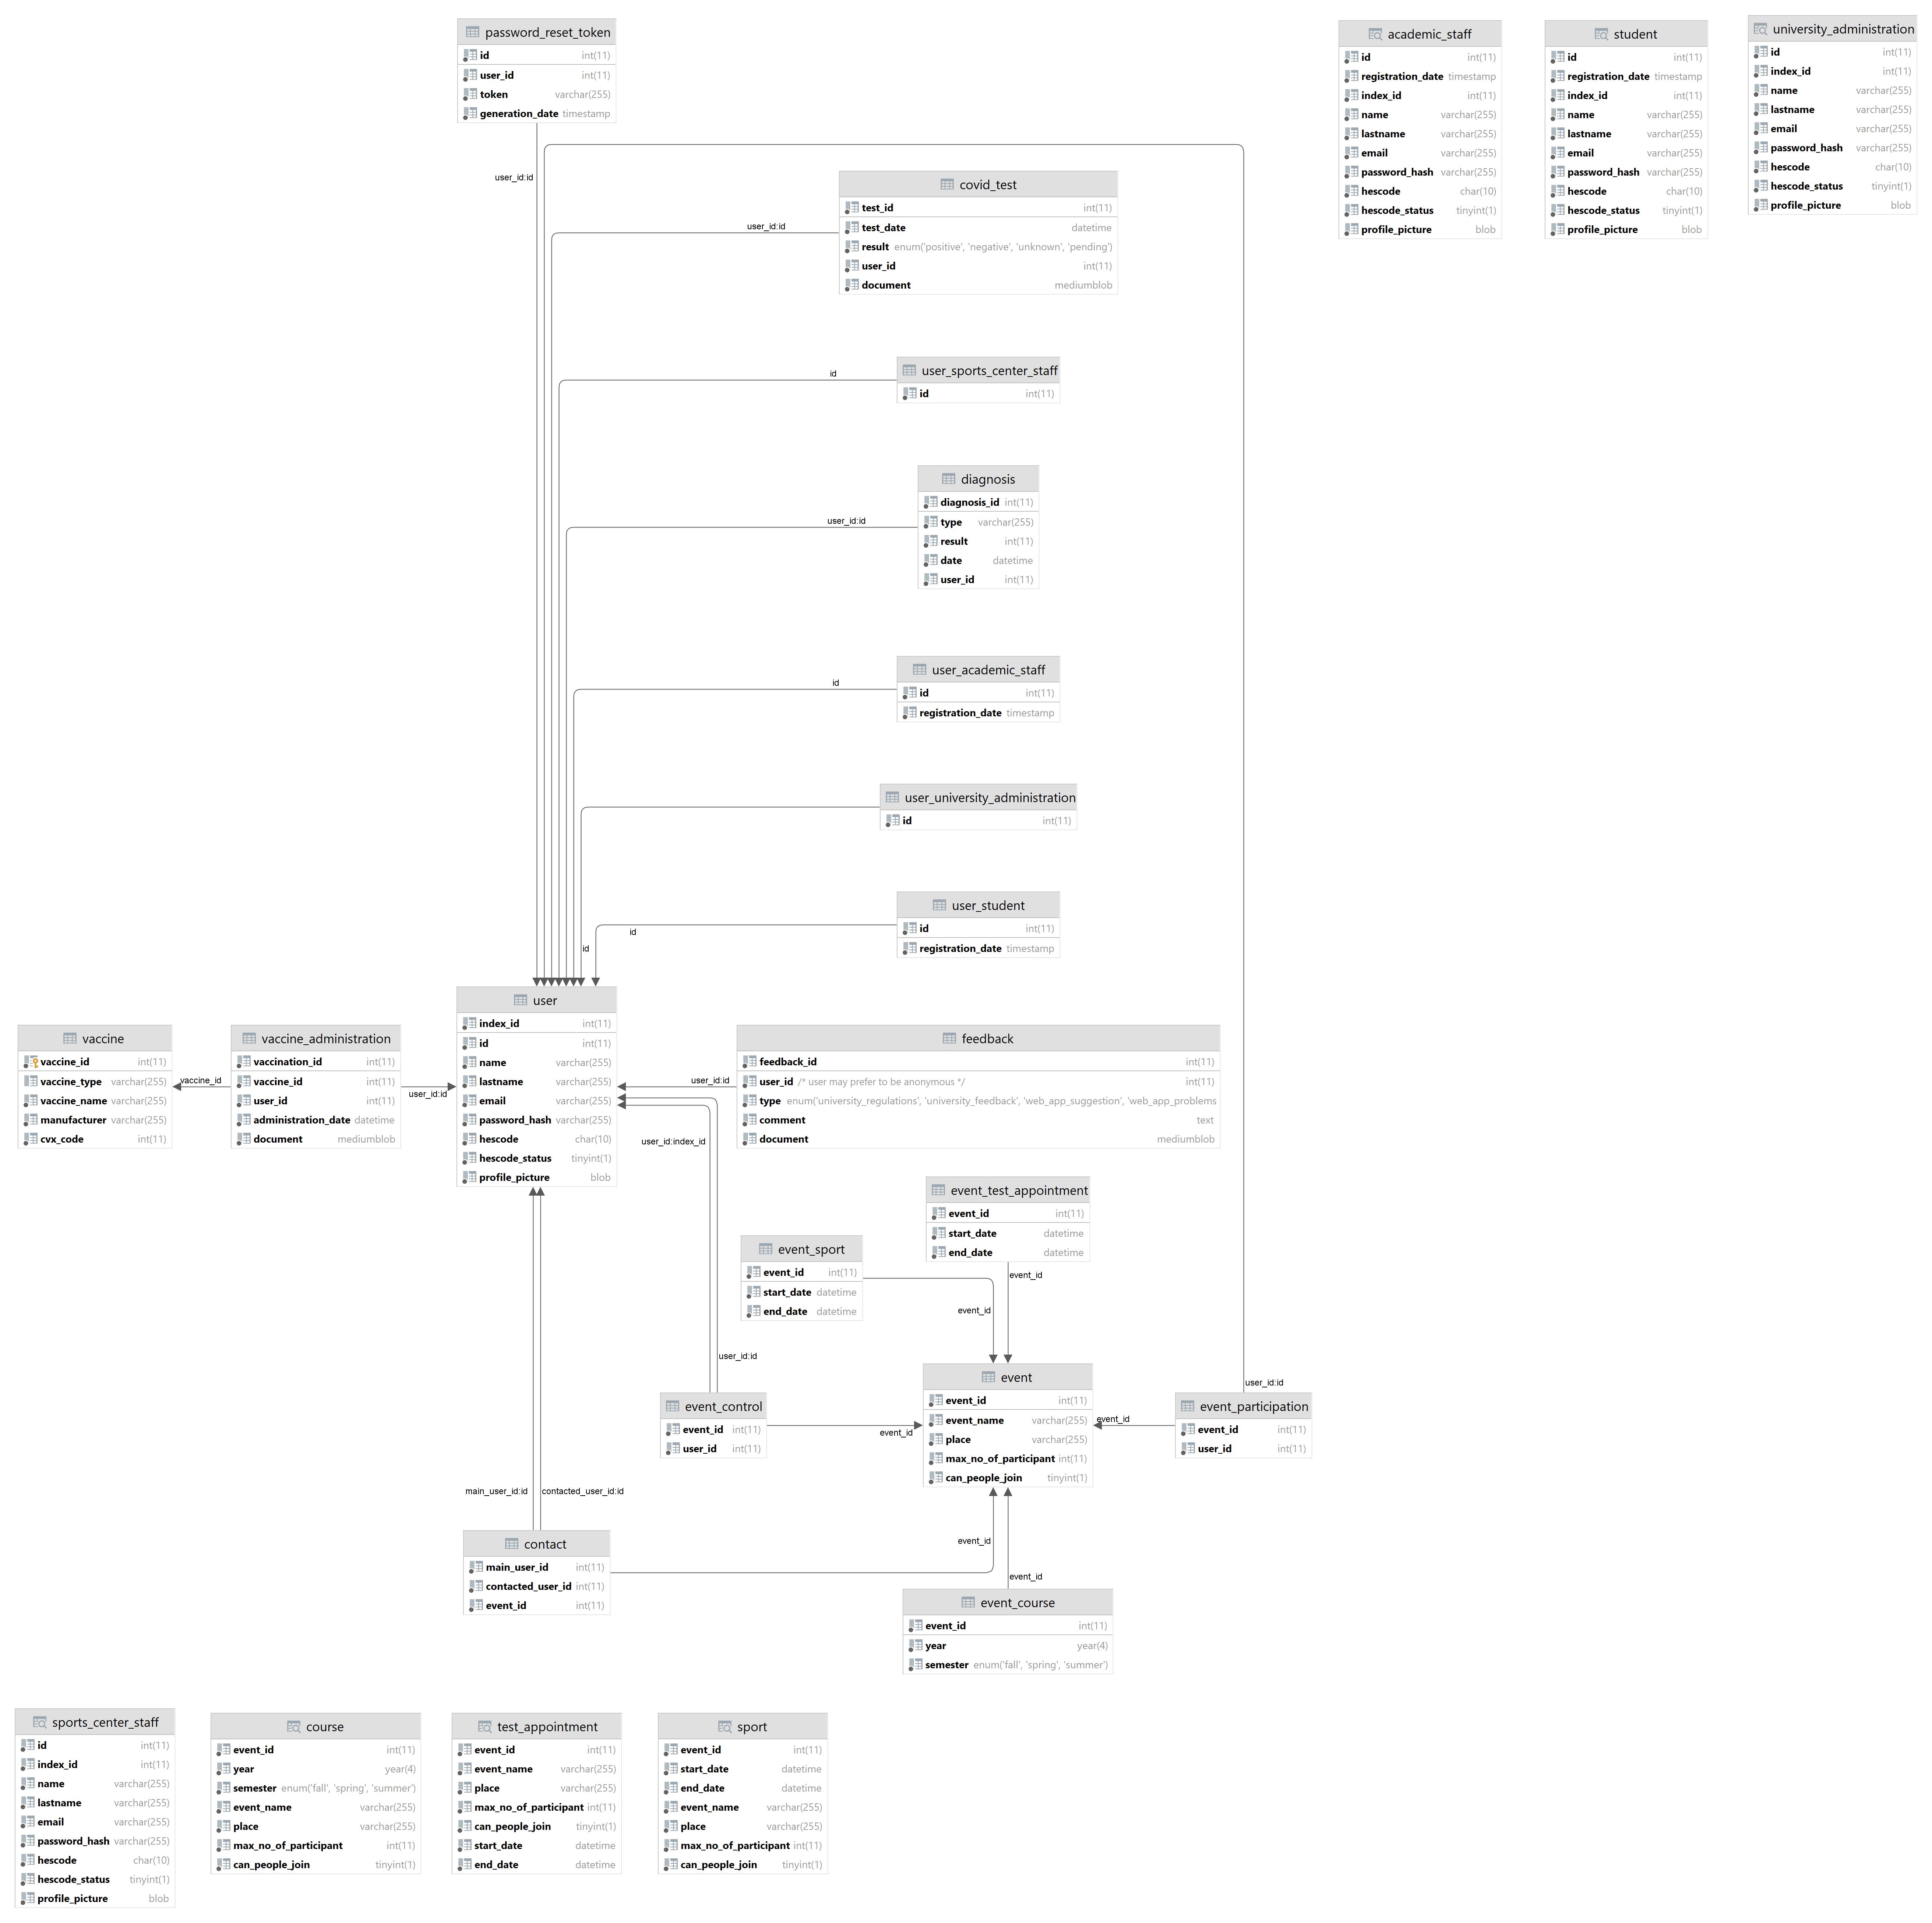 password_reset_token
id int(11)
user_id int(11)
token varchar(255)
generation_date timestamp
user_id:id
academic_staff
id int(11)
registration_date timestamp
index_id int(11)
name varchar(255)
lastname varchar(255)
email varchar(255)
password_hash varchar(255)
hescode char(10)
hescode_status tinyint(1)
profile_picture blob
student
id int(11)
registration_date timestamp
index_id int(11)
name varchar(255)
lastname varchar(255)
email varchar(255)
password_hash varchar(255)
hescode char(10)
hescode_status tinyint(1)
profile_picture blob
university_administration
id int(11)
index_id int(11)
name varchar(255)
lastname varchar(255)
email varchar(255)
password_hash varchar(255)
hescode char(10)
hescode_status tinyint(1)
profile_picture blob
covid_test
test_id int(11)
test_date datetime
result enum('positive', 'negative', 'unknown', 'pending')
user_id int(11)
document mediumblob
user_id:id
user_sports_center_staff
id int(11)
id
diagnosis
diagnosis_id int(11)
type varchar(255)
result int(11)
date datetime
user_id int(11)
user_id:id
user_academic_staff
id int(11)
registration_date timestamp
id
user_university_administration
id int(11)
id
user_student
id int(11)
registration_date timestamp
id
vaccine
vaccine_id int(11)
vaccine_type varchar(255)
vaccine_name varchar(255)
manufacturer varchar(255)
cvx_code int(11)
vaccine_id
vaccine_administration
vaccination_id int(11)
vaccine_id int(11)
user_id int(11)
administration_date datetime
document mediumblob
user_id:id
user
index_id int(11)
id int(11)
name varchar(255)
lastname varchar(255)
email varchar(255)
password_hash varchar(255)
hescode char(10)
hescode_status tinyint(1)
profile_picture blob
user_id:id
feedback
feedback_id int(11)
user_id /* user may prefer to be anonymous */ int(11)
type enum('university_regulations', 'university_feedback', 'web_app_suggestion', 'web_app_problems
comment text
document mediumblob
user_id:index_id
user_id:id
event_test_appointment
event_id int(11)
start_date datetime
end_date datetime
event_id
event_sport
event_id int(11)
start_date datetime
end_date datetime
event_id
event_control
event_id int(11)
user_id int(11)
event_id
event
event_id int(11)
event_name varchar(255)
place varchar(255)
max_no_of_participant int(11)
can_people_join tinyint(1)
event_id
user_id:id
event_participation
event_id int(11)
user_id int(11)
main_user_id:id
contacted_user_id:id
contact
main_user_id int(11)
contacted_user_id int(11)
event_id int(11)
event_id
event_id
event_course
event_id int(11)
year year(4)
semester enum('fall', 'spring', 'summer')
sports_center_staff
id int(11)
index_id int(11)
name varchar(255)
lastname varchar(255)
email varchar(255)
password_hash varchar(255)
hescode char(10)
hescode_status tinyint(1)
profile_picture blob
course
event_id int(11)
year year(4)
semester enum('fall', 'spring', 'summer')
event_name varchar(255)
place varchar(255)
max_no_of_participant int(11)
can_people_join tinyint(1)
test_appointment
event_id int(11)
event_name varchar(255)
place varchar(255)
max_no_of_participant int(11)
can_people_join tinyint(1)
start_date datetime
end_date datetime
sport
event_id int(11)
start_date datetime
end_date datetime
event_name varchar(255)
place varchar(255)
max_no_of_participant int(11)
can_people_join tinyint(1)